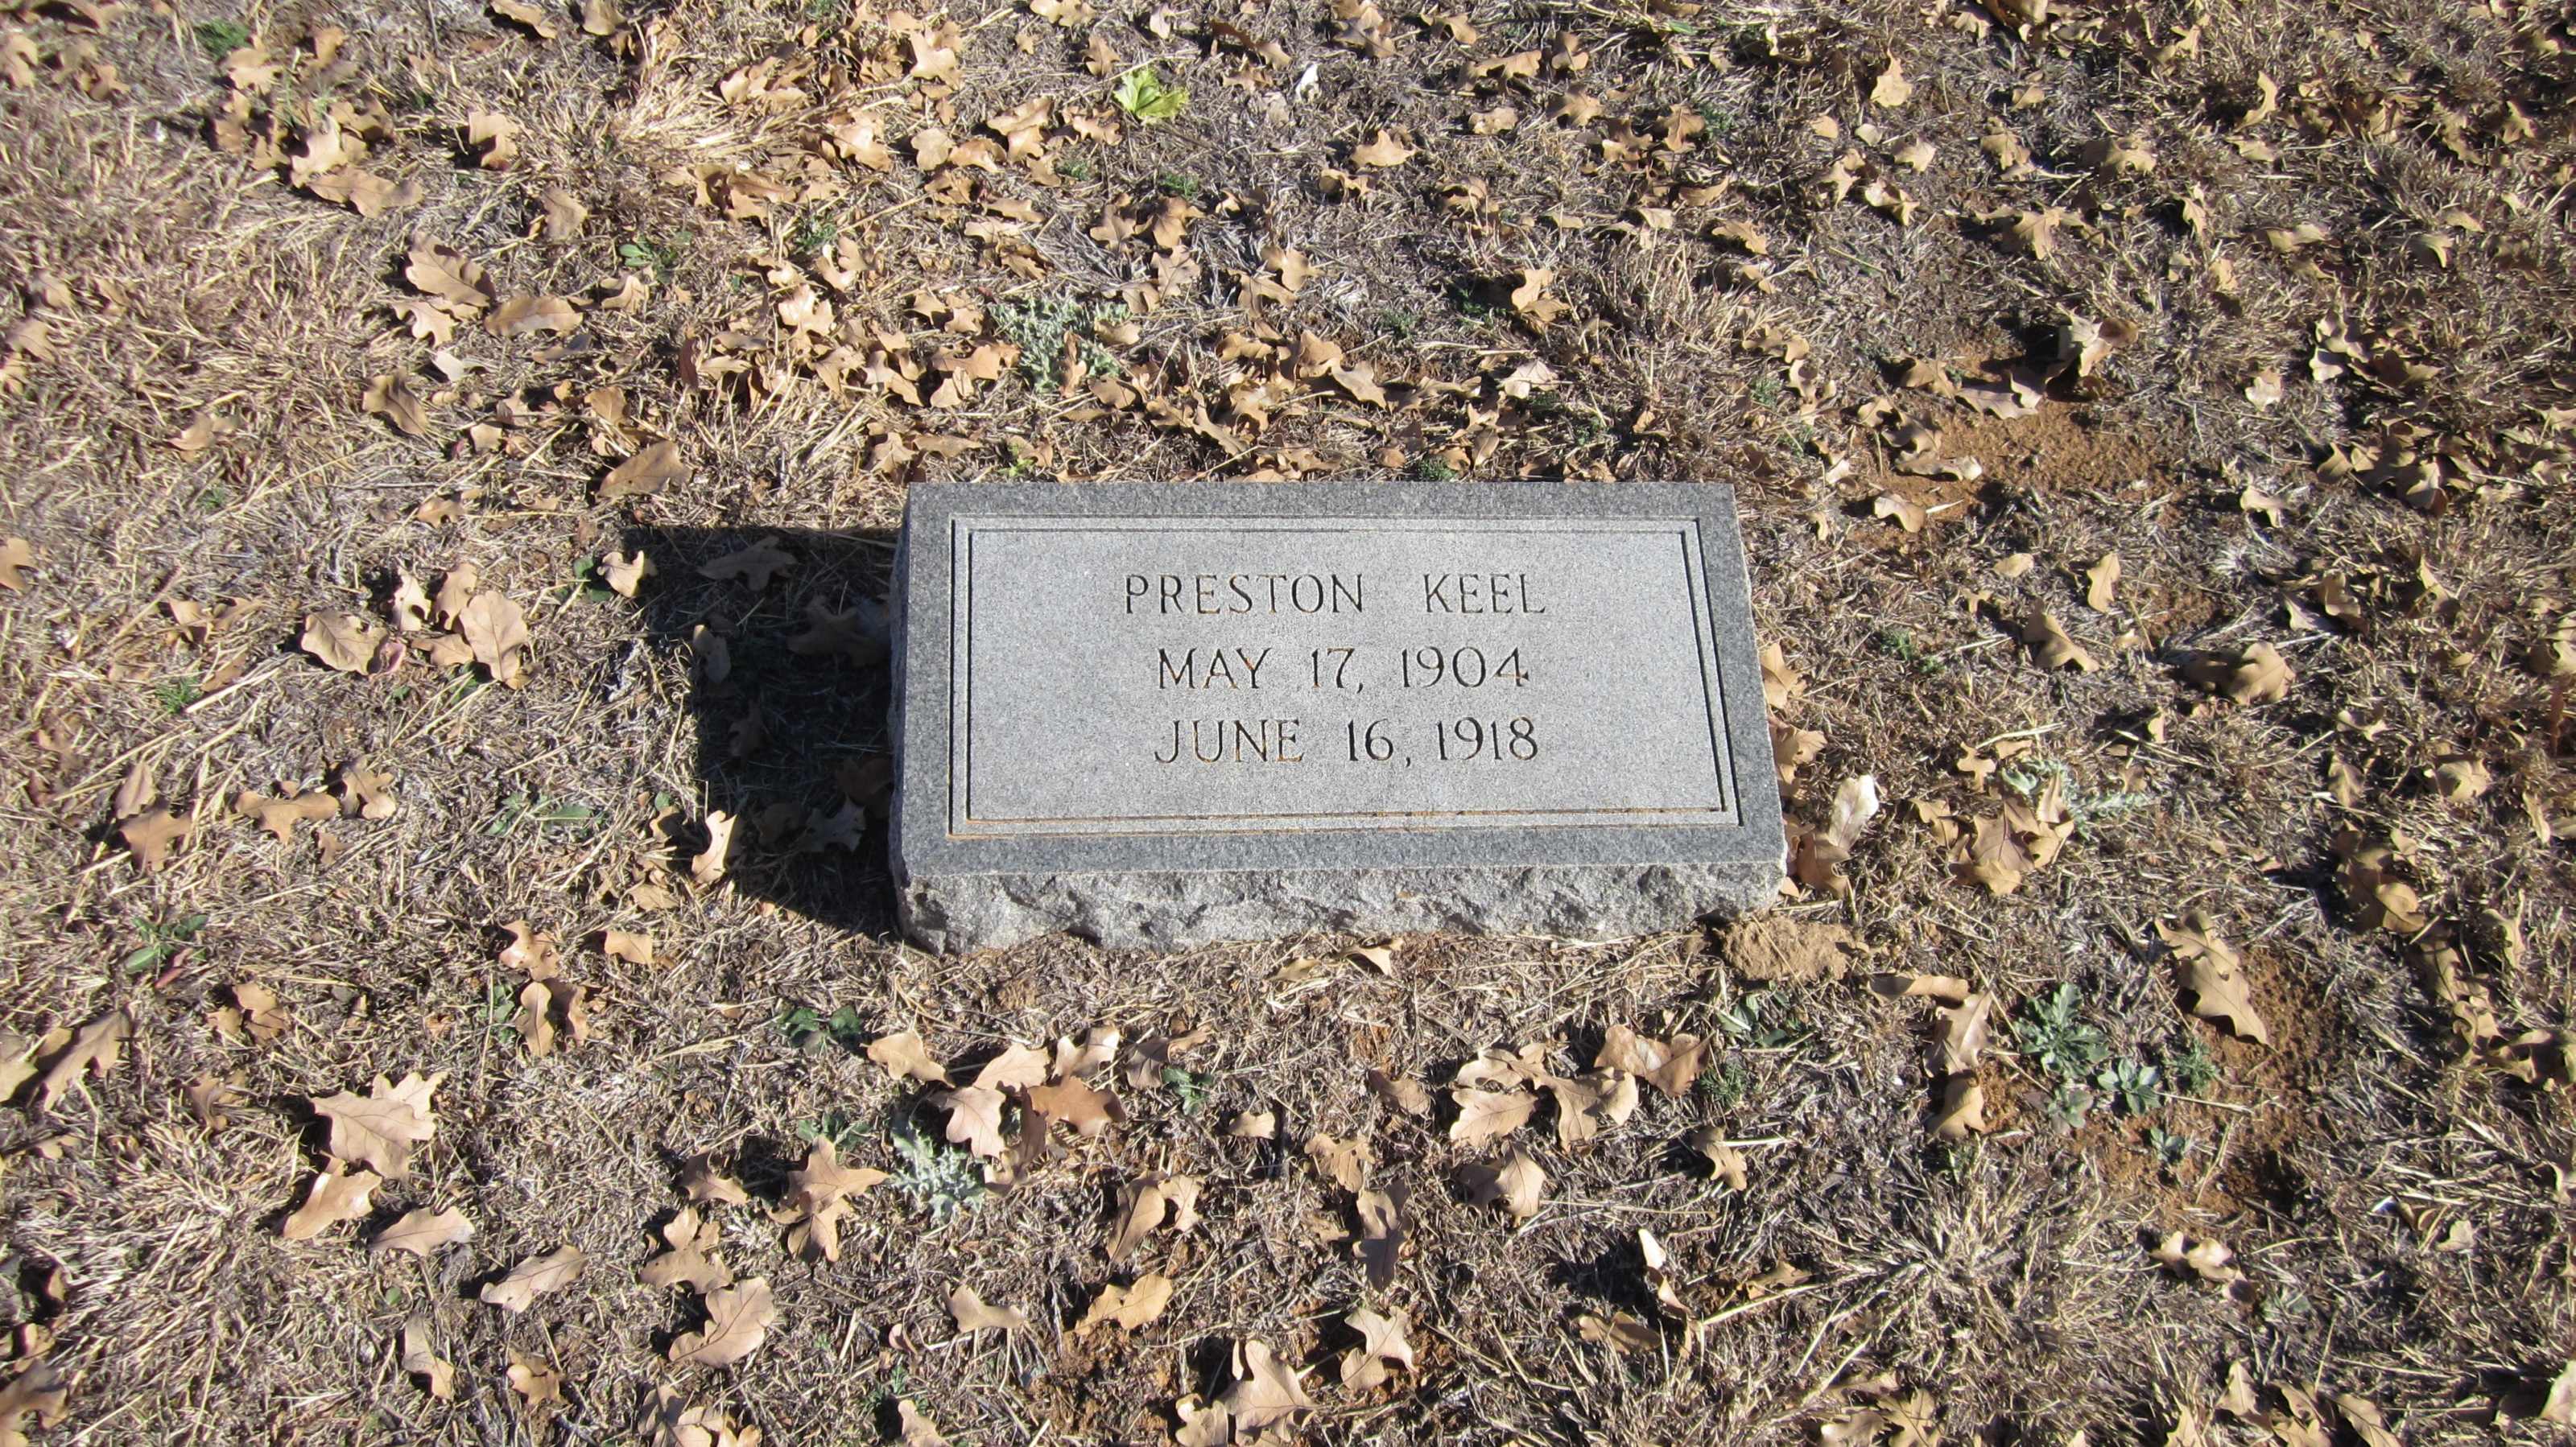 PRESTON KEEL
MAY 17, 1904
JUNE 16, 1918